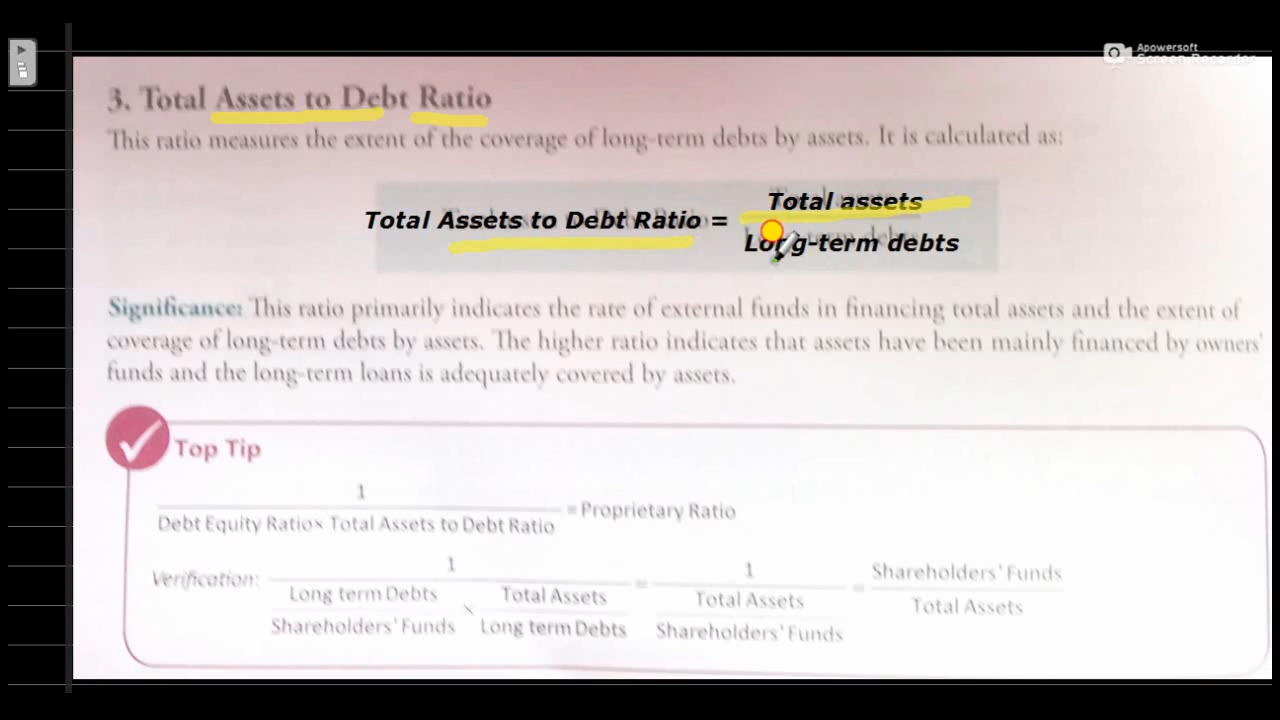 Apowersoft
Screen Recorder
3. Total Assets to Debt Ratio
This ratio measures the extent of the coverage of long-term debts by assets. It is calculated as:
Total Assets to Debt Ratio = Total assets
Long-term debts
Significance: This ratio primarily indicates the rate of external funds in financing total assets and the extent of
coverage of long-term debts by assets. The higher ratio indicates that assets have been mainly financed by owners'
funds and the long-term loans is adequately covered by assets.
Top Tip
1
Debt Equity Ratio× Total Assets to Debt Ratio = Proprietary Ratio
Verification: 1
Long term Debts × Total Assets = 1 = Shareholders' Funds
Shareholders' Funds Long term Debts Total Assets Total Assets
Shareholders' Funds